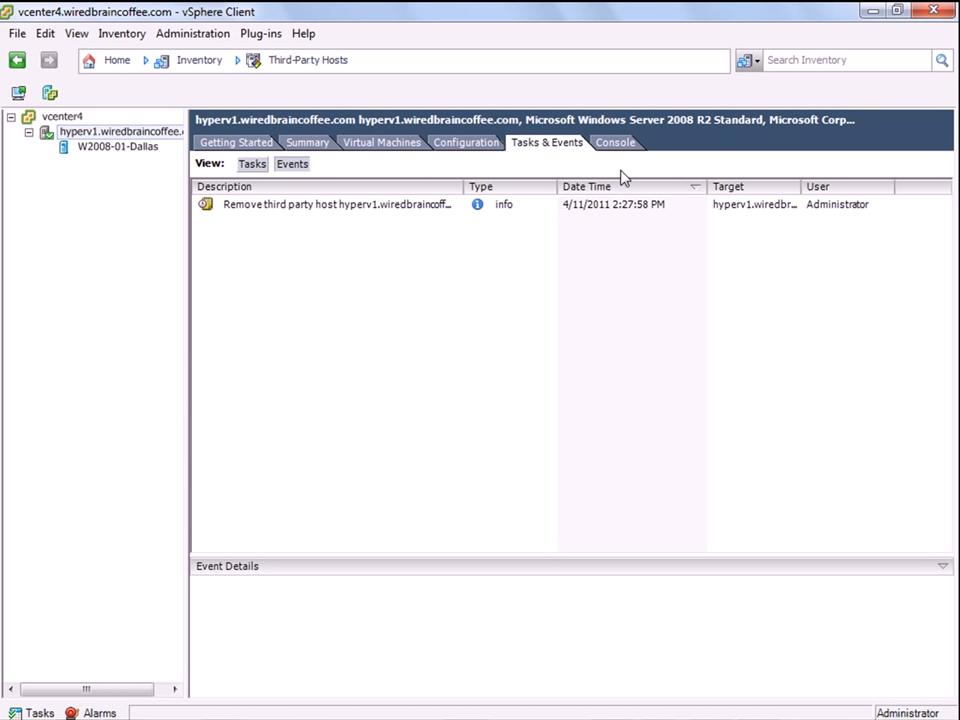 vcenter4.wiredbraincoffee.com - vSphere Client
File Edit View Inventory Administration Plug-ins Help
Home Inventory Third-Party Hosts Search Inventory
vcenter4
hyperv1.wiredbraincoffee.
W2008-01-Dallas
hyperv1.wiredbraincoffee.com hyperv1.wiredbraincoffee.com, Microsoft Windows Server 2008 R2 Standard, Microsoft Corp...
Getting Started Summary Virtual Machines Configuration Tasks & Events Console
View: Tasks Events
Description Type Date Time Target User
Remove third party host hyperv1.wiredbraincoff... info 4/11/2011 2:27:58 PM hyperv1.wiredbr... Administrator
Event Details
Tasks Alarms Administrator